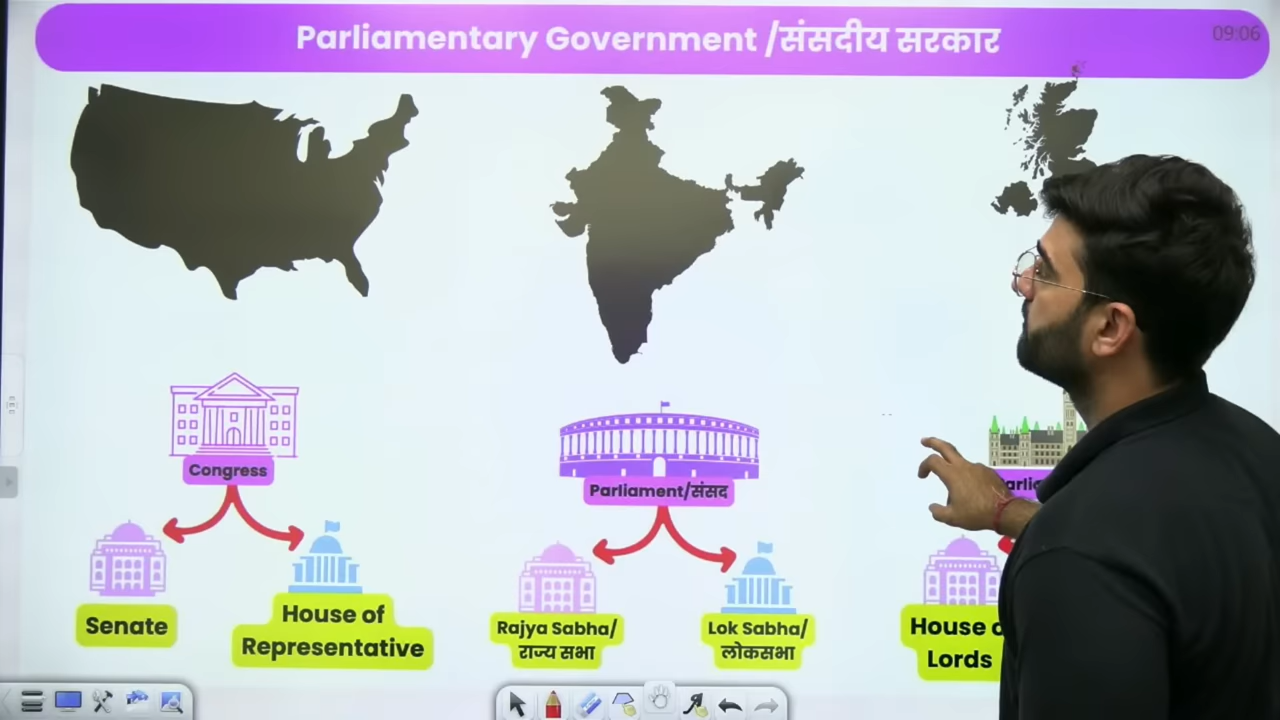 Parliamentary Government /संसदीय सरकार
09:06
Congress
Senate
House of
Representative
Parliament/संसद
Rajya Sabha/
राज्य सभा
Lok Sabha/
लोकसभा
House
Lords